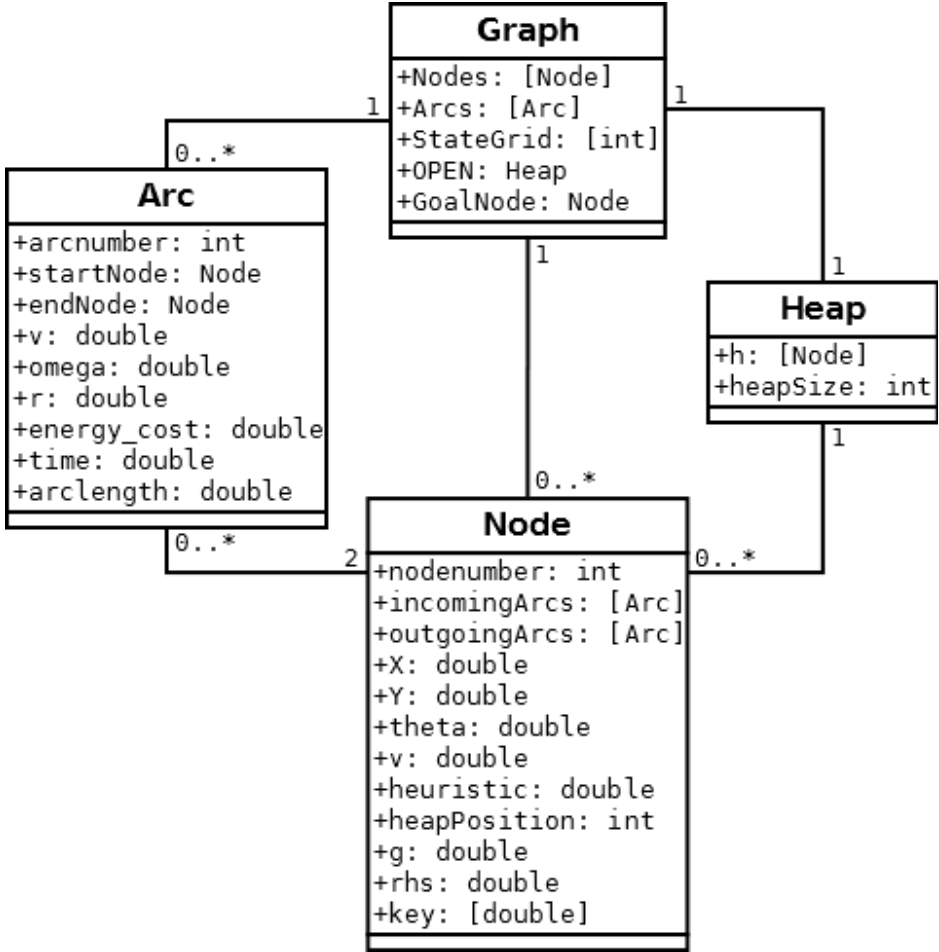 Graph
+Nodes: [Node]
+Arcs: [Arc]
+StateGrid: [int]
+OPEN: Heap
+GoalNode: Node
1
1
0..*
Arc
+arcnumber: int
+startNode: Node
+endNode: Node
+v: double
+omega: double
+r: double
+energy_cost: double
+time: double
+arclength: double
1
1
Heap
+h: [Node]
+heapSize: int
1
0..*
0..*
2
0..*
Node
+nodenumber: int
+incomingArcs: [Arc]
+outgoingArcs: [Arc]
+X: double
+Y: double
+theta: double
+v: double
+heuristic: double
+heapPosition: int
+g: double
+rhs: double
+key: [double]